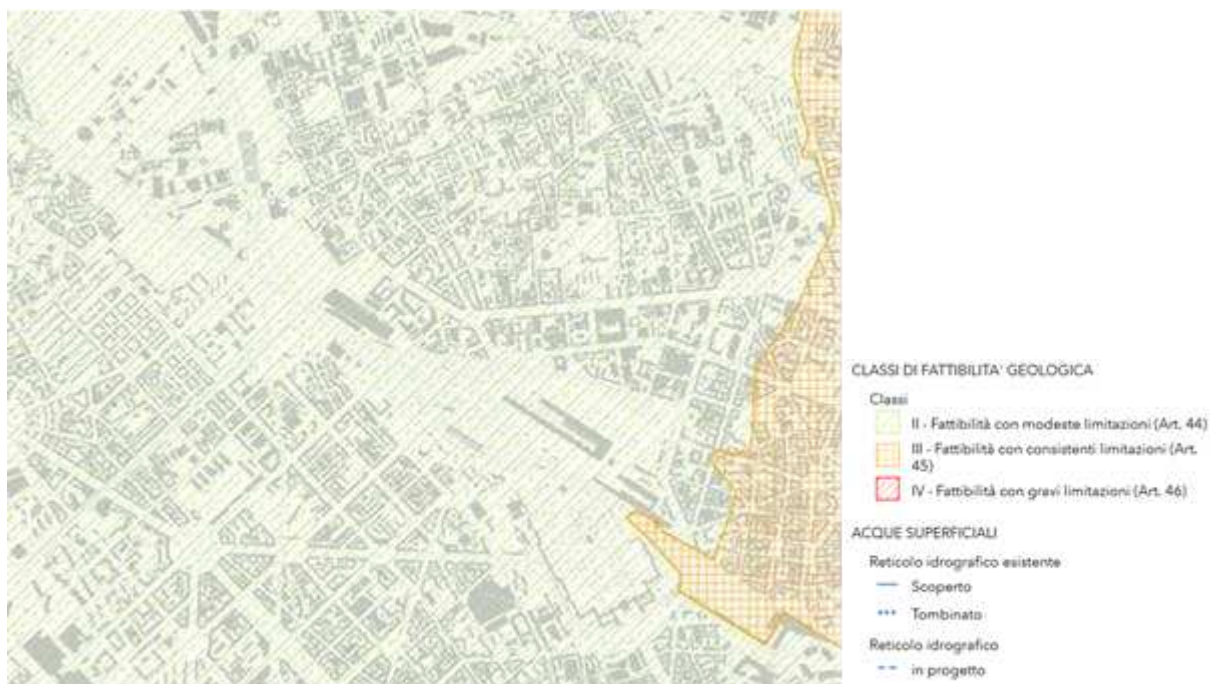 CLASSI DI FATTIBILITA' GEOLOGICA
Classi
II - Fattibilità con modeste limitazioni (Art. 44)
III - Fattibilità con consistenti limitazioni (Art.
45)
IV - Fattibilità con gravi limitazioni (Art. 46)
ACQUE SUPERFICIALI
Reticolo idrografico esistente
Scoperto
Tombinato
Reticolo idrografico
in progetto